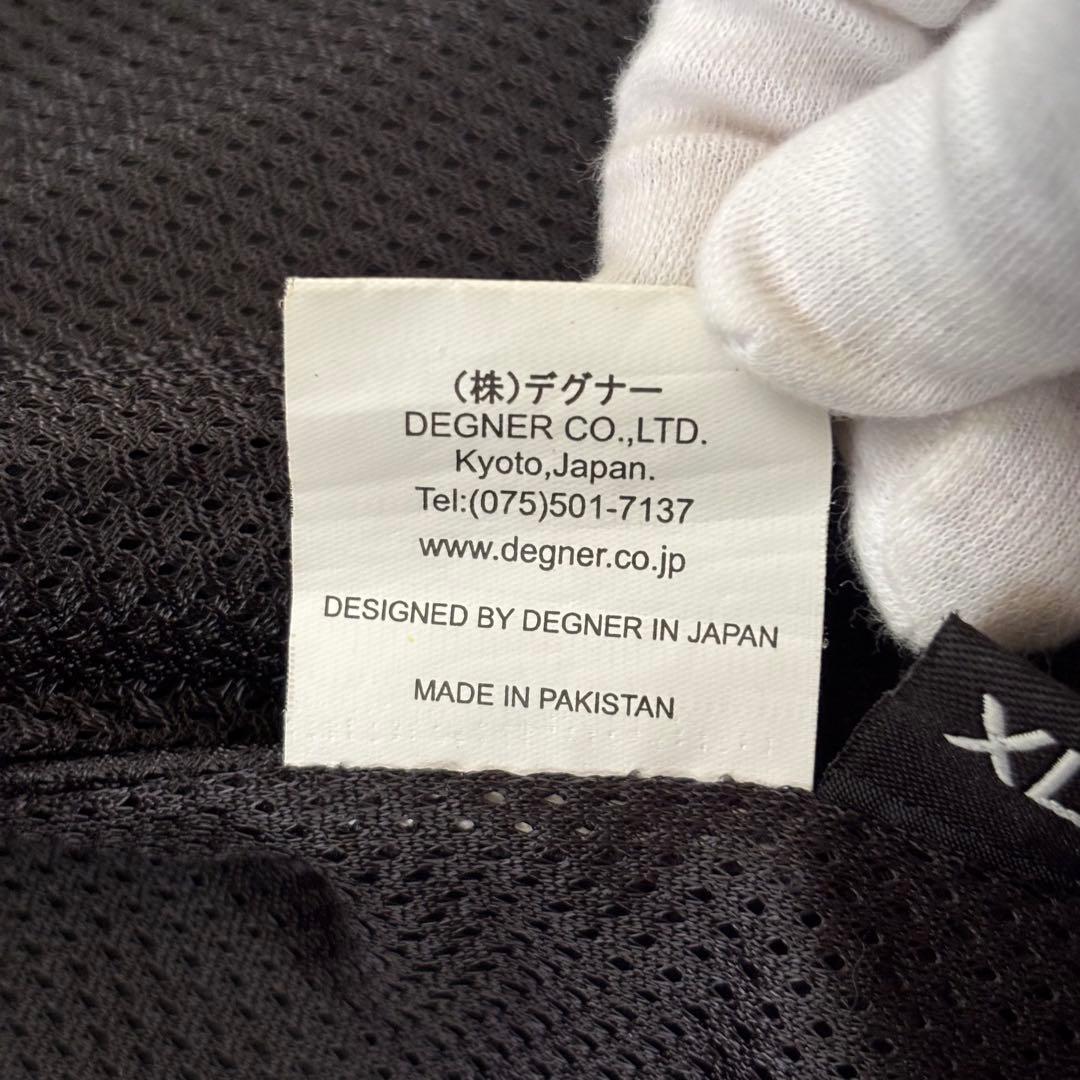 (株)デグナー
DEGNER CO.,LTD.
Kyoto,Japan.
Tel:(075)501-7137
www.degner.co.jp
DESIGNED BY DEGNER IN JAPAN
MADE IN PAKISTAN
XL